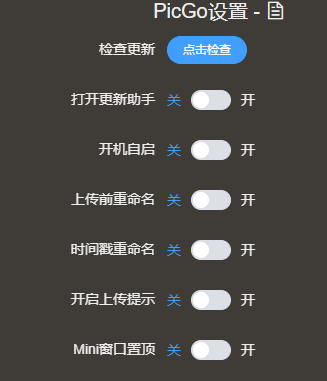 PicGo设置 -
检查更新 点击检查
打开更新助手 关 开
开机自启 关 开
上传前重命名 关 开
时间戳重命名 关 开
开启上传提示 关 开
Mini窗口置顶 关 开